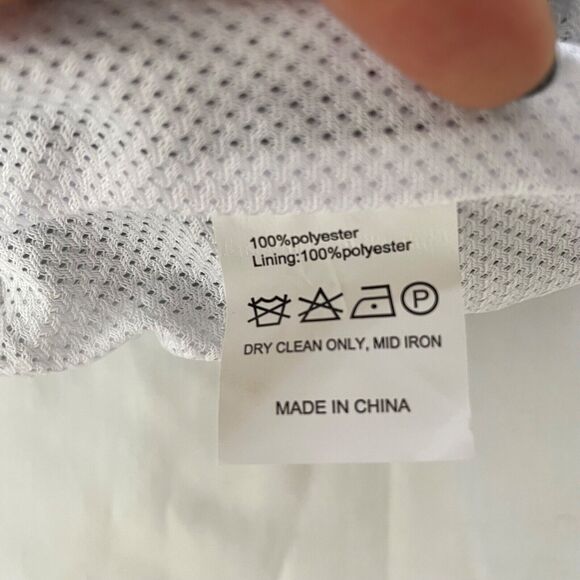 100%polyester
Lining:100%polyester
P
DRY CLEAN ONLY, MID IRON
MADE IN CHINA